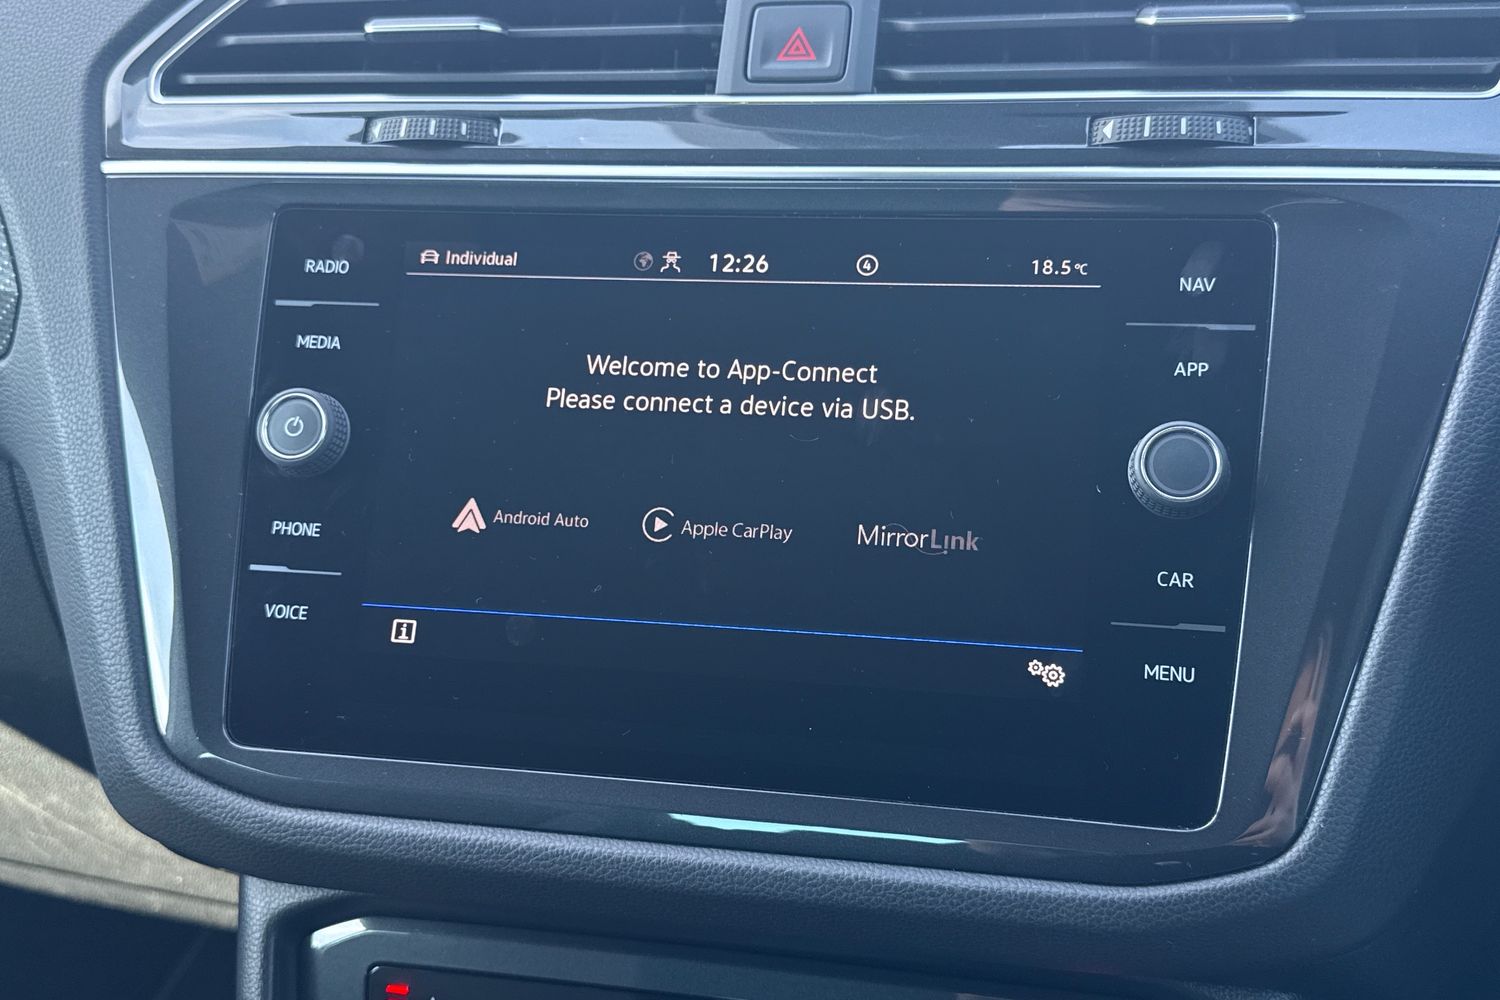 RADIO
MEDIA
PHONE
VOICE
Individual
12:26
4
18.5°C
Welcome to App-Connect
Please connect a device via USB.
Android Auto
Apple CarPlay
MirrorLink
i
NAV
APP
CAR
MENU